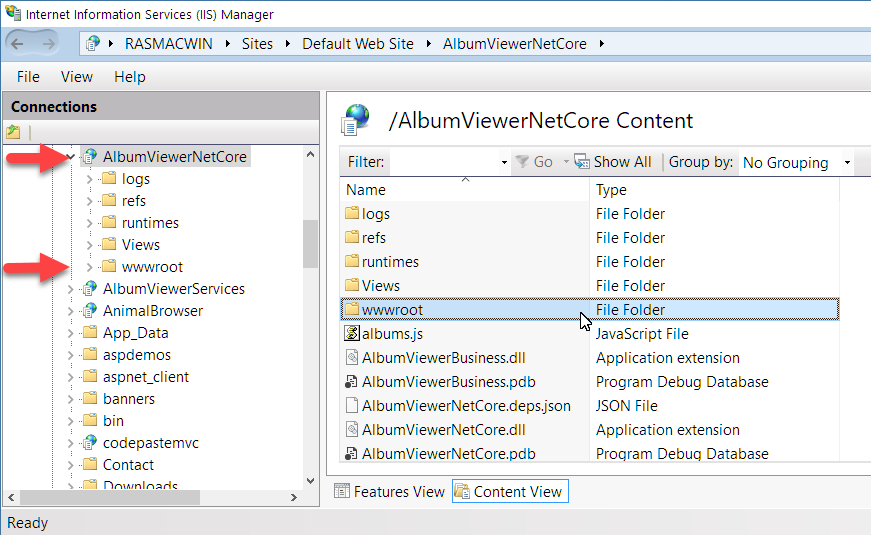 Internet Information Services (IIS) Manager
RASMACWIN Sites Default Web Site AlbumViewerNetCore
File View Help
Connections
AlbumViewerNetCore
logs
refs
runtimes
Views
wwwroot
AlbumViewerServices
AnimalBrowser
App_Data
aspdemos
aspnet_client
banners
bin
codepastemvc
Contact
Downloads
/AlbumViewerNetCore Content
Filter: Go Show All Group by: No Grouping
Name Type
logs File Folder
refs File Folder
runtimes File Folder
Views File Folder
wwwroot File Folder
albums.js JavaScript File
AlbumViewerBusiness.dll Application extension
AlbumViewerBusiness.pdb Program Debug Database
AlbumViewerNetCore.deps.json JSON File
AlbumViewerNetCore.dll Application extension
AlbumViewerNetCore.pdb Program Debug Database
Features View Content View
Ready